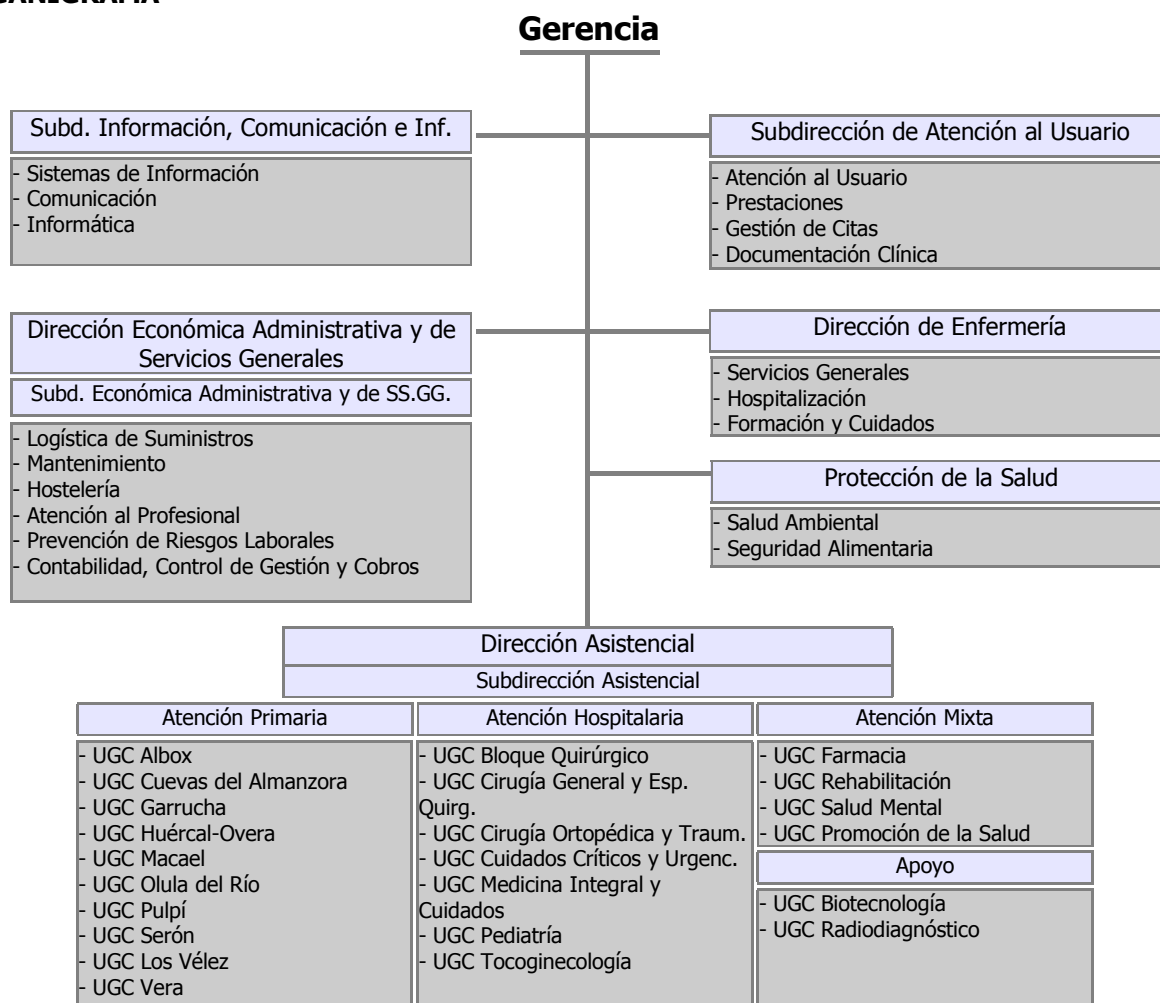 Gerencia
Subd. Información, Comunicación e Inf.
- Sistemas de Información
- Comunicación
- Informática
Subdirección de Atención al Usuario
- Atención al Usuario
- Prestaciones
- Gestión de Citas
- Documentación Clínica
Dirección Económica Administrativa y de
Servicios Generales
Subd. Económica Administrativa y de SS.GG.
- Logística de Suministros
- Mantenimiento
- Hostelería
- Atención al Profesional
- Prevención de Riesgos Laborales
- Contabilidad, Control de Gestión y Cobros
Dirección de Enfermería
- Servicios Generales
- Hospitalización
- Formación y Cuidados
Protección de la Salud
- Salud Ambiental
- Seguridad Alimentaria
Dirección Asistencial
Subdirección Asistencial
Atención Primaria
- UGC Albox
- UGC Cuevas del Almanzora
- UGC Garrucha
- UGC Huércal-Overa
- UGC Macael
- UGC Olula del Río
- UGC Pulpí
- UGC Serón
- UGC Los Vélez
- UGC Vera
Atención Hospitalaria
- UGC Bloque Quirúrgico
- UGC Cirugía General y Esp.
Quirg.
- UGC Cirugía Ortopédica y Traum.
- UGC Cuidados Críticos y Urgenc.
- UGC Medicina Integral y
Cuidados
- UGC Pediatría
- UGC Tocoginecología
Atención Mixta
- UGC Farmacia
- UGC Rehabilitación
- UGC Salud Mental
- UGC Promoción de la Salud
Apoyo
- UGC Biotecnología
- UGC Radiodiagnóstico